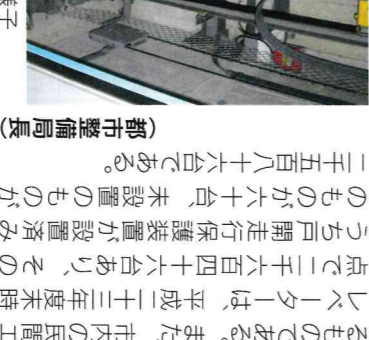 るものである。また、市内の民間エ
レベーターは、平成二十三年度末時
点で二千六百四十六台あり、その
うち戸開走行保護装置が設置済み
のものが六十台、未設置のものが
二千五百八十六台である。
(都市整備局長)
様子